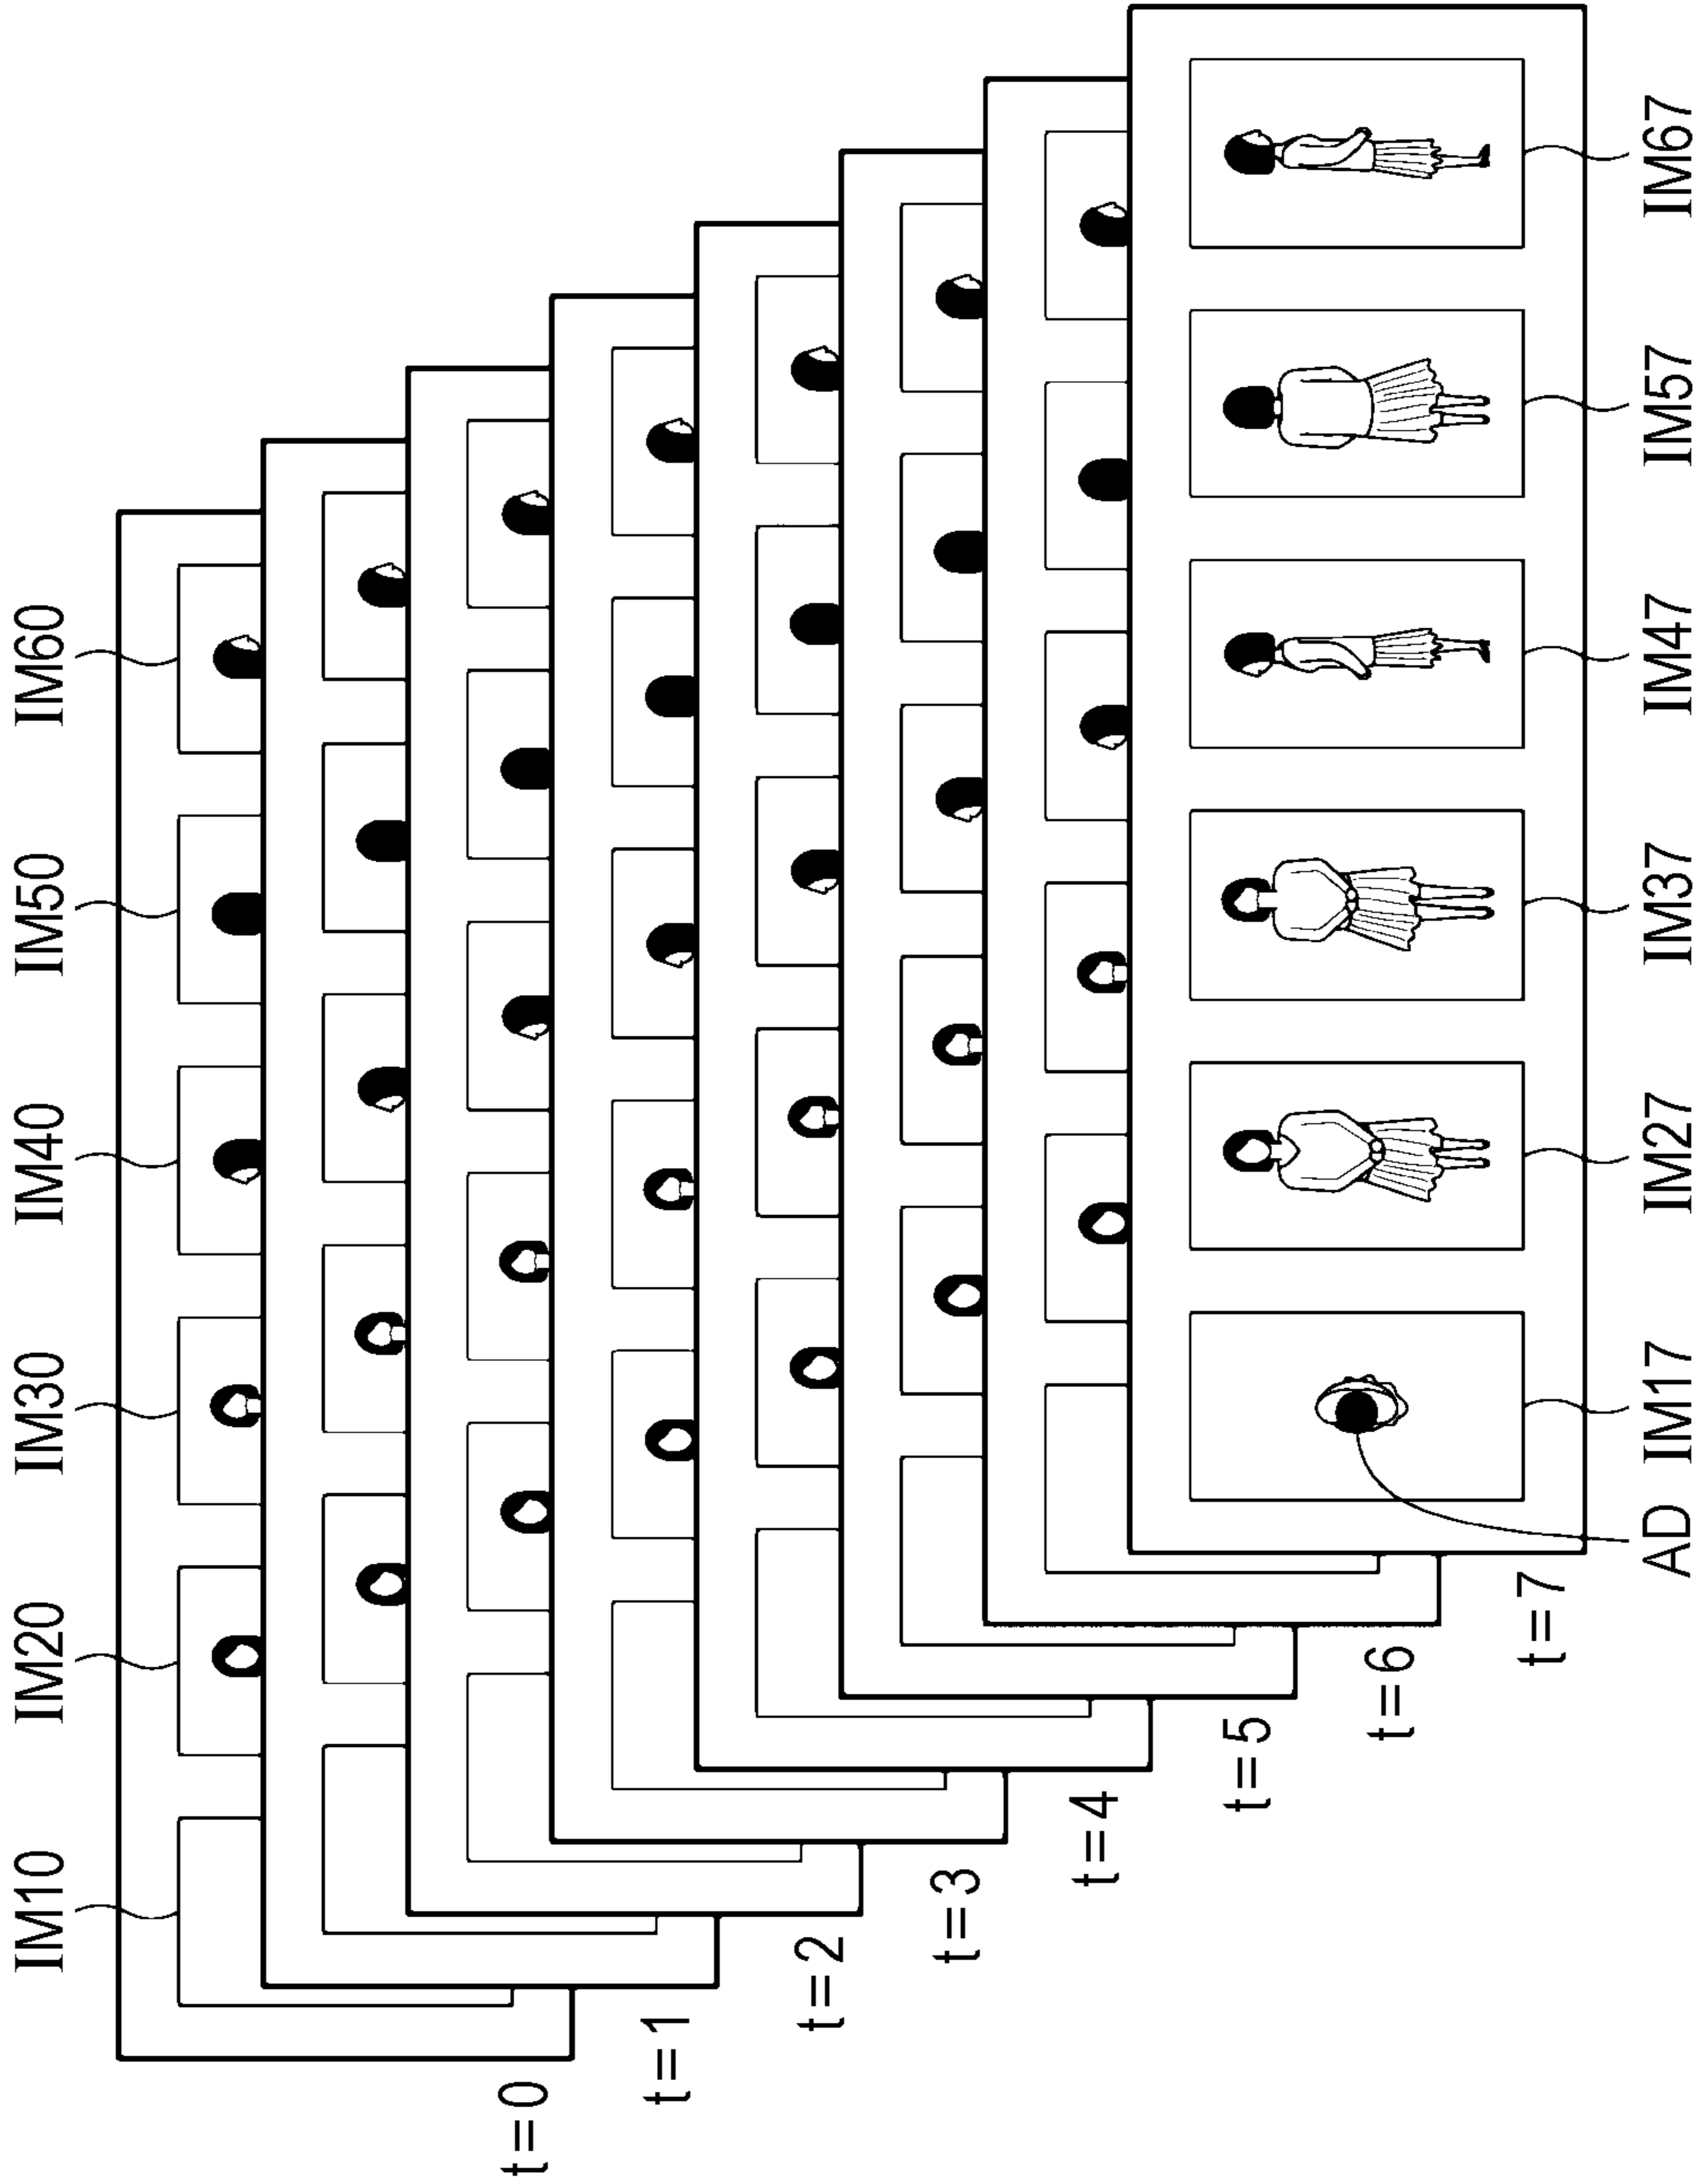 IM10 IM20 IM30 IM40 IM50 IM60
t=0
t=1
t=2
t=3
t=4
t=5
t=6
t=7
AD IM17 IM27 IM37 IM47 IM57 IM67